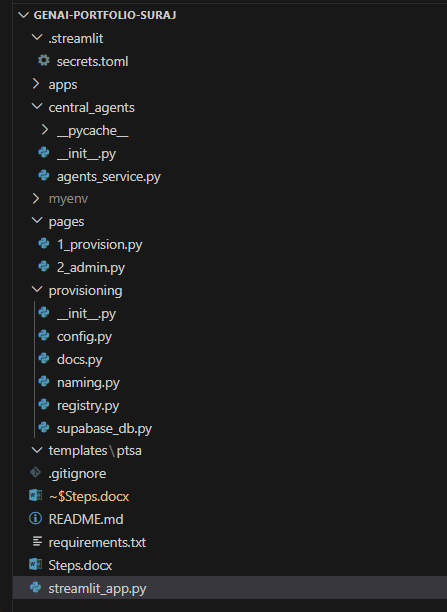 GENAI-PORTFOLIO-SURAJ
.streamlit
secrets.toml
apps
central_agents
__pycache__
__init__.py
agents_service.py
myenv
pages
1_provision.py
2_admin.py
provisioning
__init__.py
config.py
docs.py
naming.py
registry.py
supabase_db.py
templates\ptsa
.gitignore
~$Steps.docx
README.md
requirements.txt
Steps.docx
streamlit_app.py